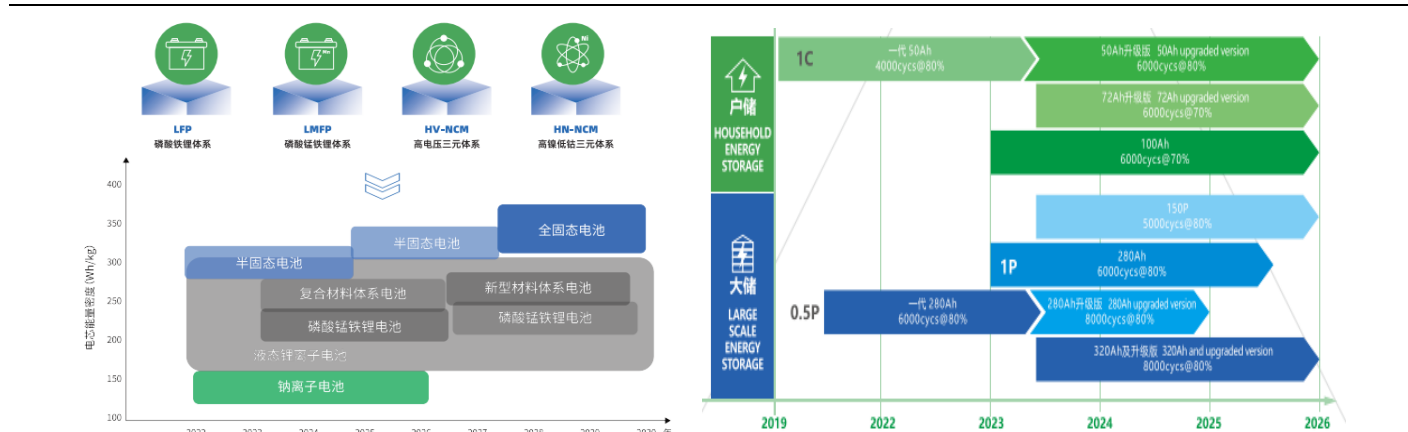 Ni
Mn
LFP
磷酸铁锂体系
LMFP
磷酸锰铁锂体系
HV-NCM
高电压三元体系
HN-NCM
高镍低钴三元体系
电芯能量密度(Wh/kg)
400
350
300
250
200
150
100
全固态电池
半固态电池
半固态电池
复合材料体系电池
新型材料体系电池
磷酸锰铁锂电池
磷酸锰铁锂电池
液态锂离子电池
钠离子电池
户储
HOUSEHOLD
ENERGY
STORAGE
1C
一代 50Ah
4000cycs@80%
50Ah升级版 50Ah upgraded version
6000cycs@80%
72Ah升级版 72Ah upgraded version
6000cycs@70%
100Ah
6000cycs@70%
大储
LARGE
SCALE
ENERGY
STORAGE
150P
5000cycs@80%
1P
280Ah
6000cycs@80%
0.5P
一代 280Ah
6000cycs@80%
280Ah升级版 280Ah upgraded version
8000cycs@80%
320Ah及升级版 320Ah and upgraded version
8000cycs@80%
2019
2022
2023
2024
2025
2026